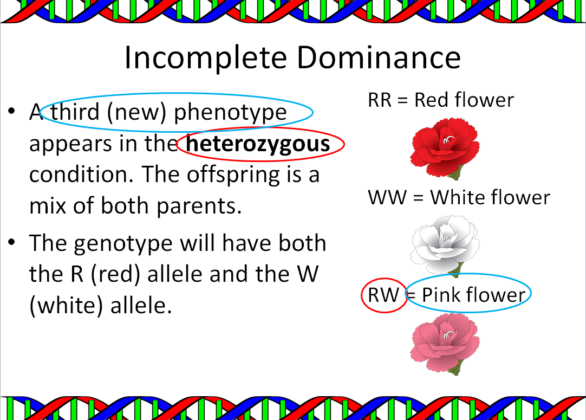 Incomplete Dominance
• A third (new) phenotype
appears in the heterozygous
condition. The offspring is a
mix of both parents.
• The genotype will have both
the R (red) allele and the W
(white) allele.
RR = Red flower
WW = White flower
RW = Pink flower